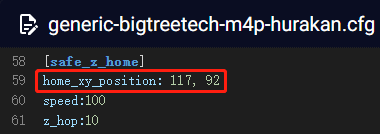 generic-bigtreetech-m4p-hurakan.cfg
58 [safe_z_home]
59 home_xy_position: 117, 92
60 speed:100
61 z_hop:10